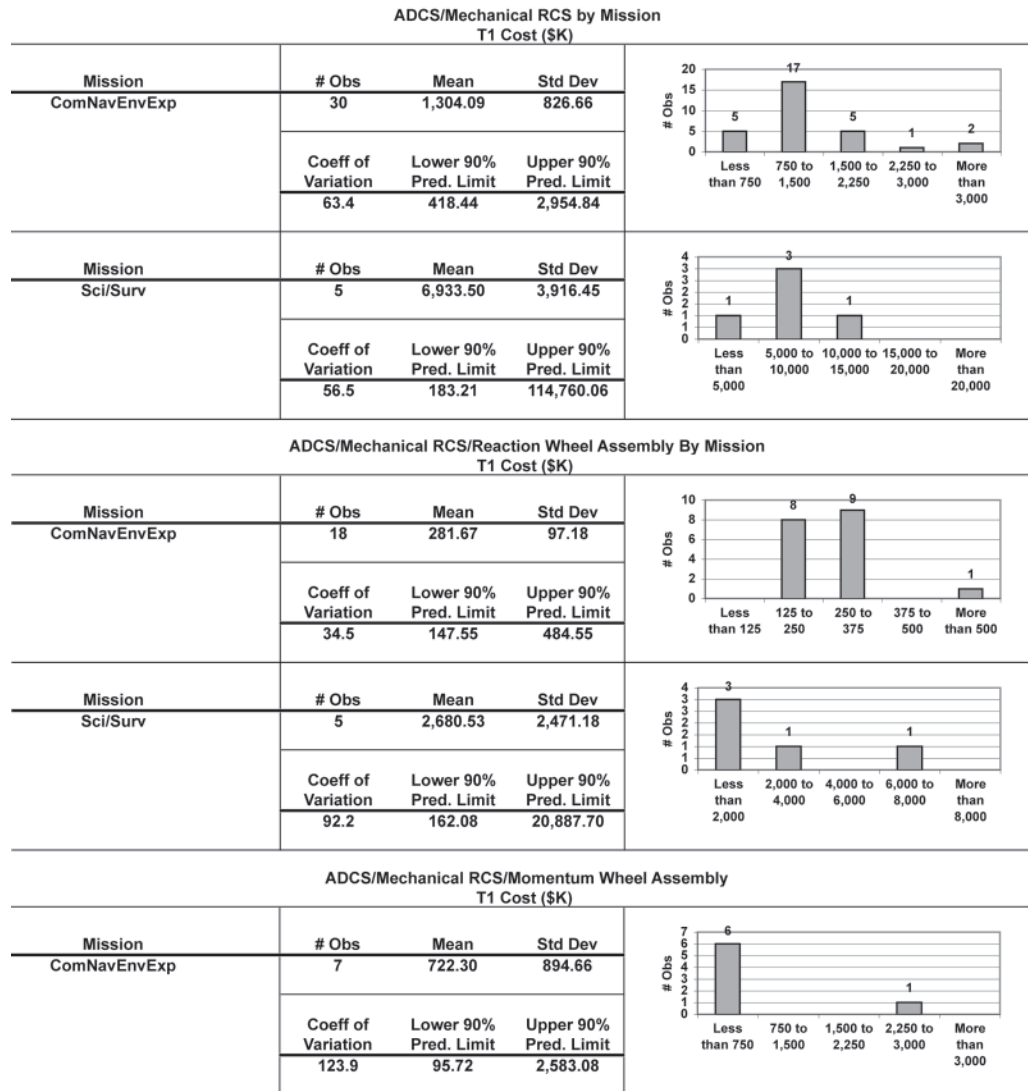 ADCS/Mechanical RCS by Mission
T1 Cost ($K)
Mission # Obs Mean Std Dev
ComNavEnvExp 30 1,304.09 826.66
Coeff of Lower 90% Upper 90%
Variation Pred. Limit Pred. Limit
63.4 418.44 2,954.84
# Obs
20
15
10
5
0
5 17 5 1 2
Less 750 to 1,500 to 2,250 to More
than 750 1,500 2,250 3,000 than
3,000
Mission # Obs Mean Std Dev
Sci/Surv 5 6,933.50 3,916.45
Coeff of Lower 90% Upper 90%
Variation Pred. Limit Pred. Limit
56.5 183.21 114,760.06
# Obs
4
3
3
2
2
1
1
0
1 3 1
Less 5,000 to 10,000 to 15,000 to More
than 10,000 15,000 20,000 than
5,000 20,000
ADCS/Mechanical RCS/Reaction Wheel Assembly By Mission
T1 Cost ($K)
Mission # Obs Mean Std Dev
ComNavEnvExp 18 281.67 97.18
Coeff of Lower 90% Upper 90%
Variation Pred. Limit Pred. Limit
34.5 147.55 484.55
# Obs
10
8
6
4
2
0
8 9 1
Less 125 to 250 to 375 to More
than 125 250 375 500 than 500
Mission # Obs Mean Std Dev
Sci/Surv 5 2,680.53 2,471.18
Coeff of Lower 90% Upper 90%
Variation Pred. Limit Pred. Limit
92.2 162.08 20,887.70
# Obs
4
3
3
2
2
1
1
0
3 1 1
Less 2,000 to 4,000 to 6,000 to More
than 4,000 6,000 8,000 than
2,000 8,000
ADCS/Mechanical RCS/Momentum Wheel Assembly
T1 Cost ($K)
Mission # Obs Mean Std Dev
ComNavEnvExp 7 722.30 894.66
Coeff of Lower 90% Upper 90%
Variation Pred. Limit Pred. Limit
123.9 95.72 2,583.08
# Obs
7
6
5
4
3
2
1
0
6 1
Less 750 to 1,500 to 2,250 to More
than 750 1,500 2,250 3,000 than
3,000